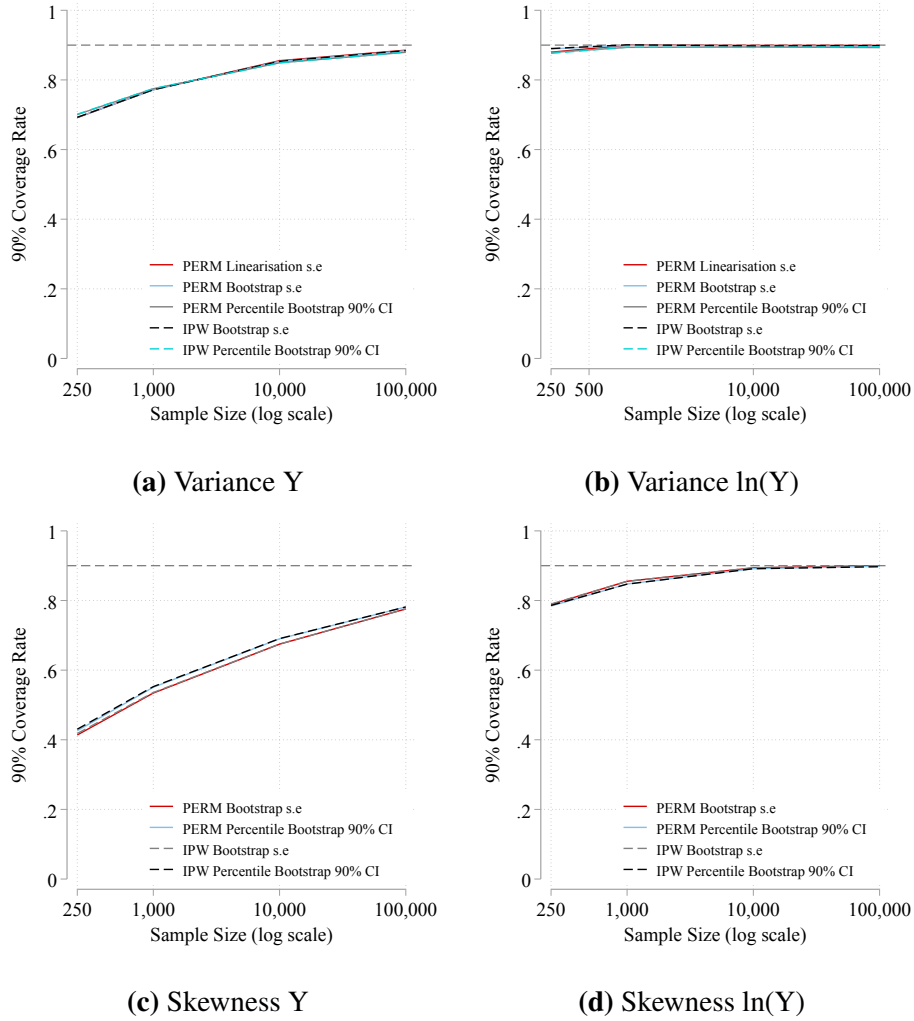 90% Coverage Rate
1
.8
.6
.4
.2
0
PERM Linearisation s.e
PERM Bootstrap s.e
PERM Percentile Bootstrap 90% CI
IPW Bootstrap s.e
IPW Percentile Bootstrap 90% CI
250 1,000 10,000 100,000
Sample Size (log scale)
(a) Variance Y
90% Coverage Rate
1
.8
.6
.4
.2
0
PERM Linearisation s.e
PERM Bootstrap s.e
PERM Percentile Bootstrap 90% CI
IPW Bootstrap s.e
IPW Percentile Bootstrap 90% CI
250 500 10,000 100,000
Sample Size (log scale)
(b) Variance ln(Y)
90% Coverage Rate
1
.8
.6
.4
.2
0
PERM Bootstrap s.e
PERM Percentile Bootstrap 90% CI
IPW Bootstrap s.e
IPW Percentile Bootstrap 90% CI
250 1,000 10,000 100,000
Sample Size (log scale)
(c) Skewness Y
90% Coverage Rate
1
.8
.6
.4
.2
0
PERM Bootstrap s.e
PERM Percentile Bootstrap 90% CI
IPW Bootstrap s.e
IPW Percentile Bootstrap 90% CI
250 1,000 10,000 100,000
Sample Size (log scale)
(d) Skewness ln(Y)